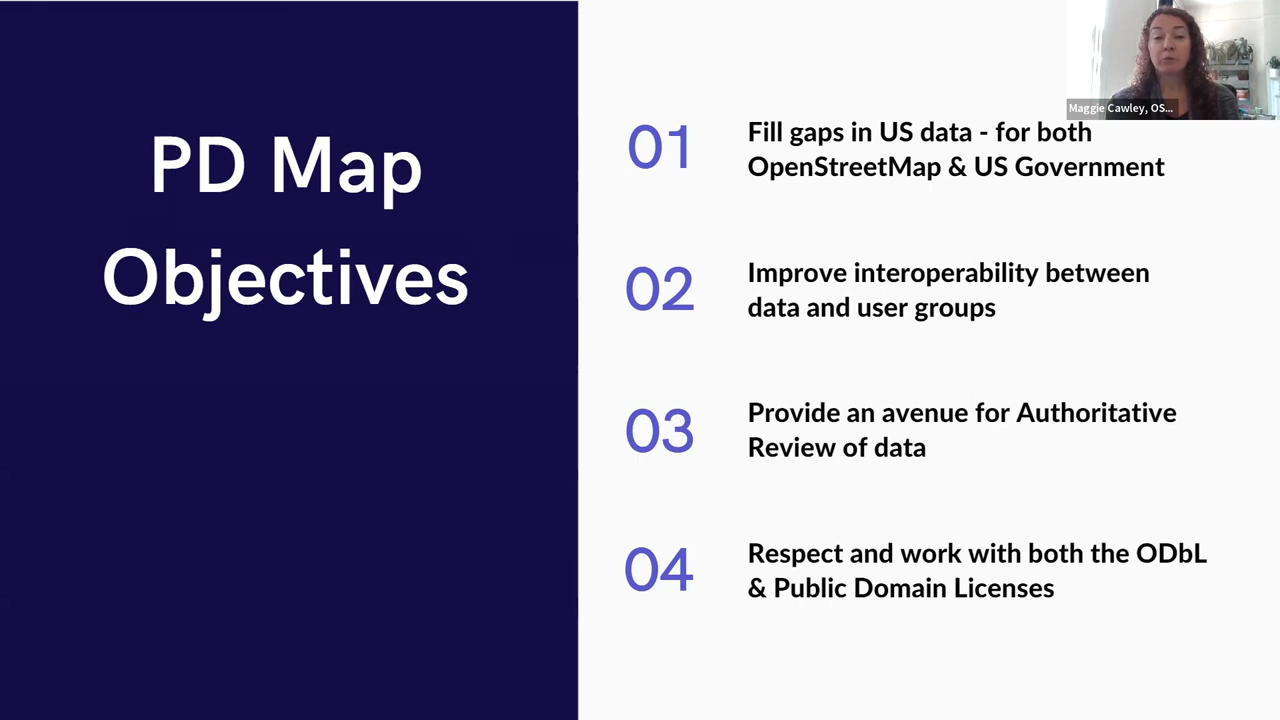 PD Map
Objectives
Maggie Cawley, OS...
01
Fill gaps in US data - for both
OpenStreetMap & US Government
02
Improve interoperability between
data and user groups
03
Provide an avenue for Authoritative
Review of data
04
Respect and work with both the ODbL
& Public Domain Licenses